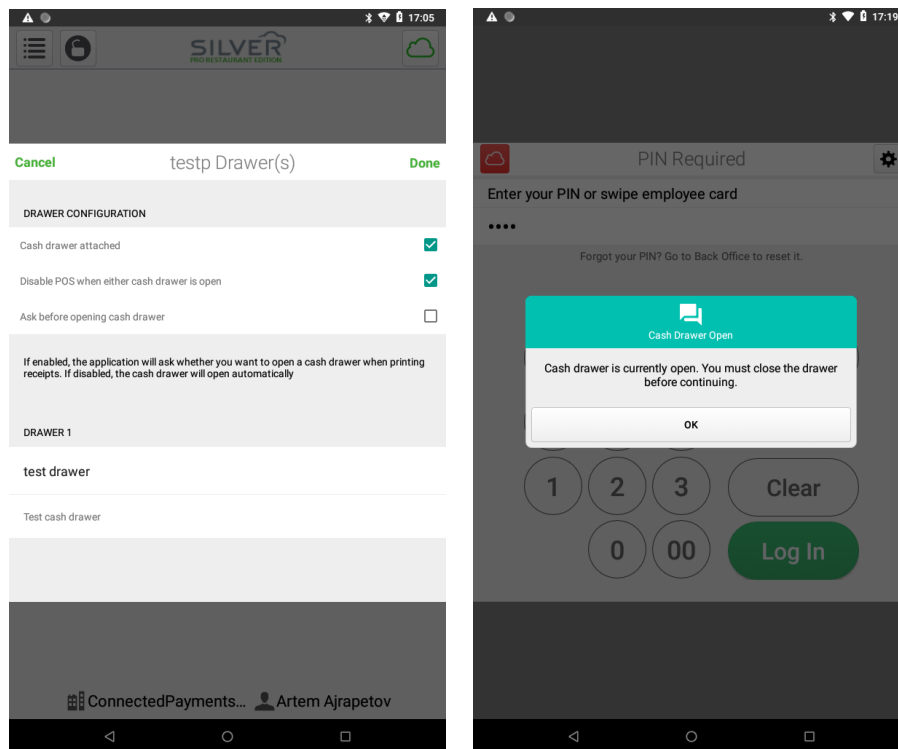 17:05
SILVER
PRO RESTAURANT EDITION
Cancel
testp Drawer(s)
Done
DRAWER CONFIGURATION
Cash drawer attached
Disable POS when either cash drawer is open
Ask before opening cash drawer
If enabled, the application will ask whether you want to open a cash drawer when printing
receipts. If disabled, the cash drawer will open automatically
DRAWER 1
test drawer
Test cash drawer
ConnectedPayments... Artem Ajrapetov
17:19
PIN Required
Enter your PIN or swipe employee card
••••
Forgot your PIN? Go to Back Office to reset it.
Cash Drawer Open
Cash drawer is currently open. You must close the drawer
before continuing.
OK
1 2 3 Clear
0 00 Log In